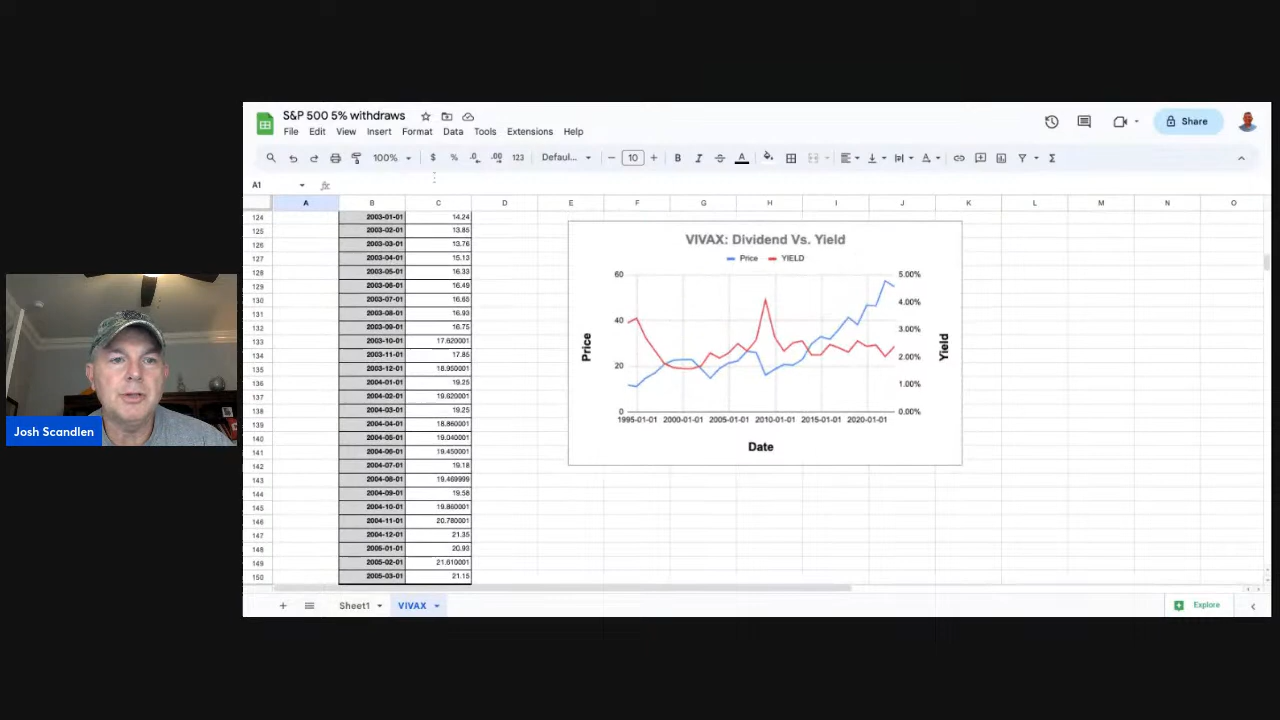 S&P 500 5% withdraws
File Edit View Insert Format Data Tools Extensions Help
Share
100% $ % .0 .00 123 Defaul... 10 B I A
A1 fx
A B C D E F G H I J K L M N O
124 2003-01-01 14.24
125 2003-02-01 13.85
126 2003-03-01 13.76
127 2003-04-01 15.13
128 2003-05-01 16.33
129 2003-06-01 16.49
130 2003-07-01 16.65
131 2003-08-01 16.93
132 2003-09-01 16.75
133 2003-10-01 17.620001
134 2003-11-01 17.85
135 2003-12-01 18.950001
136 2004-01-01 19.25
137 2004-02-01 19.620001
138 2004-03-01 19.25
139 2004-04-01 18.860001
140 2004-05-01 19.040001
141 2004-06-01 19.450001
142 2004-07-01 19.18
143 2004-08-01 19.469999
144 2004-09-01 19.58
145 2004-10-01 19.860001
146 2004-11-01 20.780001
147 2004-12-01 21.35
148 2005-01-01 20.93
149 2005-02-01 21.610001
150 2005-03-01 21.15
VIVAX: Dividend Vs. Yield
Price YIELD
60 5.00%
4.00%
40
3.00%
Price Yield
2.00%
20
1.00%
0 0.00%
1995-01-01 2000-01-01 2005-01-01 2010-01-01 2015-01-01 2020-01-01
Date
Josh Scandlen
Sheet1 VIVAX Explore